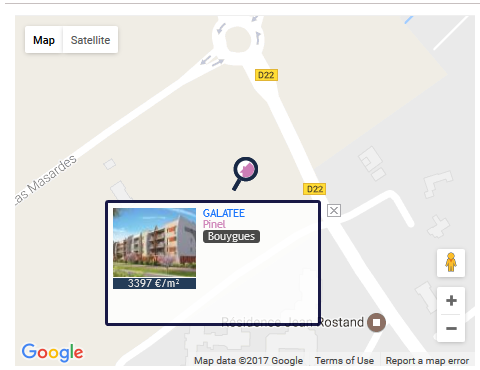 Map Satellite
D22
Las Masardes
D22
GALATEE
Pinel
Bouygues
3397 €/m²
Résidence Jean Rostand
Google
Map data ©2017 Google Terms of Use Report a map error